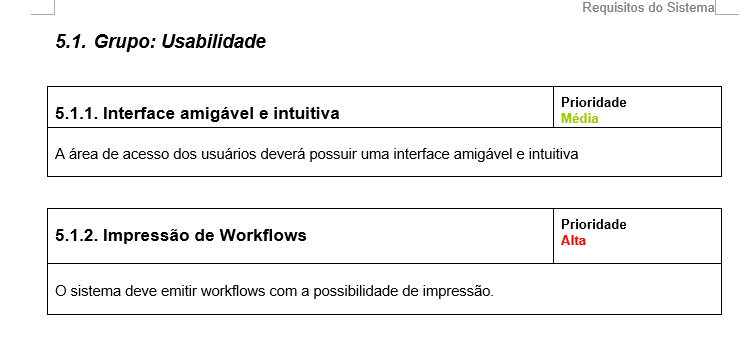 Requisitos do Sistema
5.1. Grupo: Usabilidade
5.1.1. Interface amigável e intuitiva
Prioridade
Média
A área de acesso dos usuários deverá possuir uma interface amigável e intuitiva
5.1.2. Impressão de Workflows
Prioridade
Alta
O sistema deve emitir workflows com a possibilidade de impressão.